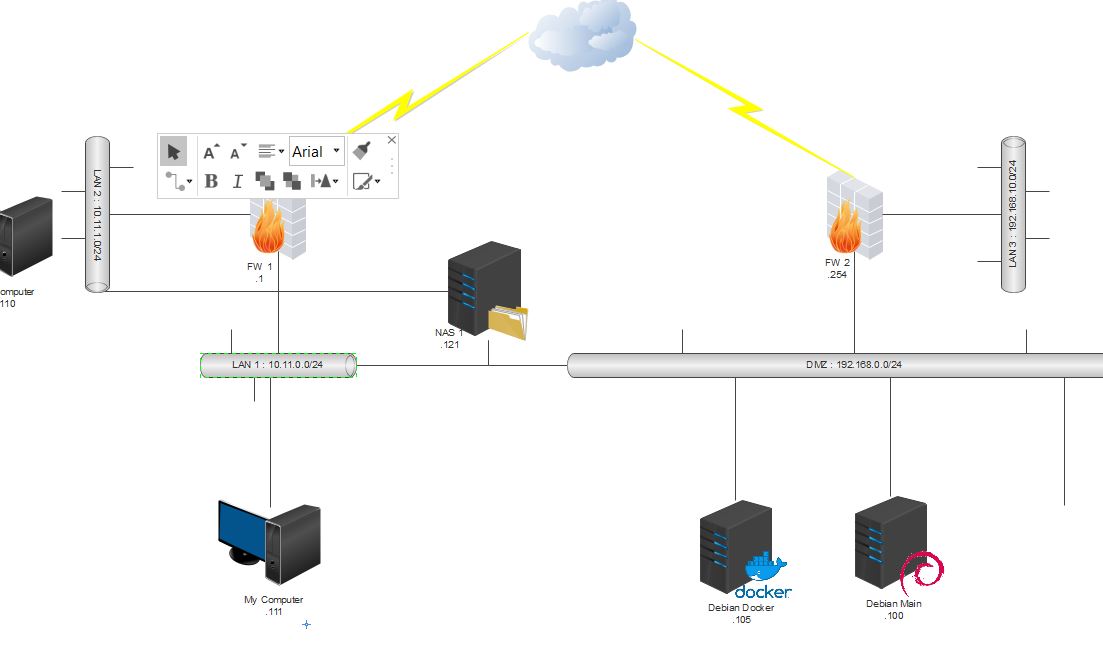 Arial
B I
LAN 2 : 10.11.1.0/24
omputer
110
FW 1
.1
FW 2
.254
LAN 3 : 192.168.10.0/24
NAS 1
.121
LAN 1 : 10.11.0.0/24
DMZ : 192.168.0.0/24
My Computer
.111
docker
Debian Docker
.105
Debian Main
.100